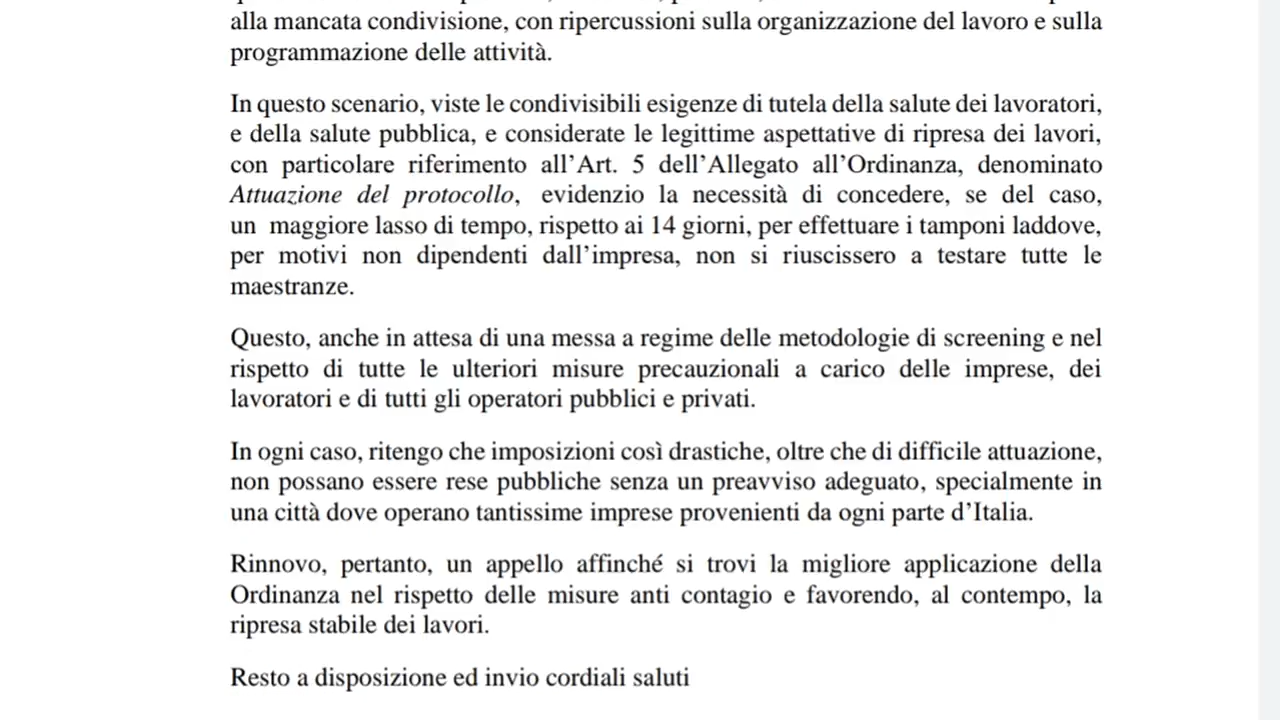 alla mancata condivisione, con ripercussioni sulla organizzazione del lavoro e sulla
programmazione delle attività.
In questo scenario, viste le condivisibili esigenze di tutela della salute dei lavoratori,
e della salute pubblica, e considerate le legittime aspettative di ripresa dei lavori,
con particolare riferimento all’Art. 5 dell’Allegato all’Ordinanza, denominato
Attuazione del protocollo, evidenzio la necessità di concedere, se del caso,
un maggiore lasso di tempo, rispetto ai 14 giorni, per effettuare i tamponi laddove,
per motivi non dipendenti dall’impresa, non si riuscissero a testare tutte le
maestranze.
Questo, anche in attesa di una messa a regime delle metodologie di screening e nel
rispetto di tutte le ulteriori misure precauzionali a carico delle imprese, dei
lavoratori e di tutti gli operatori pubblici e privati.
In ogni caso, ritengo che imposizioni così drastiche, oltre che di difficile attuazione,
non possano essere rese pubbliche senza un preavviso adeguato, specialmente in
una città dove operano tantissime imprese provenienti da ogni parte d’Italia.
Rinnovo, pertanto, un appello affinché si trovi la migliore applicazione della
Ordinanza nel rispetto delle misure anti contagio e favorendo, al contempo, la
ripresa stabile dei lavori.
Resto a disposizione ed invio cordiali saluti